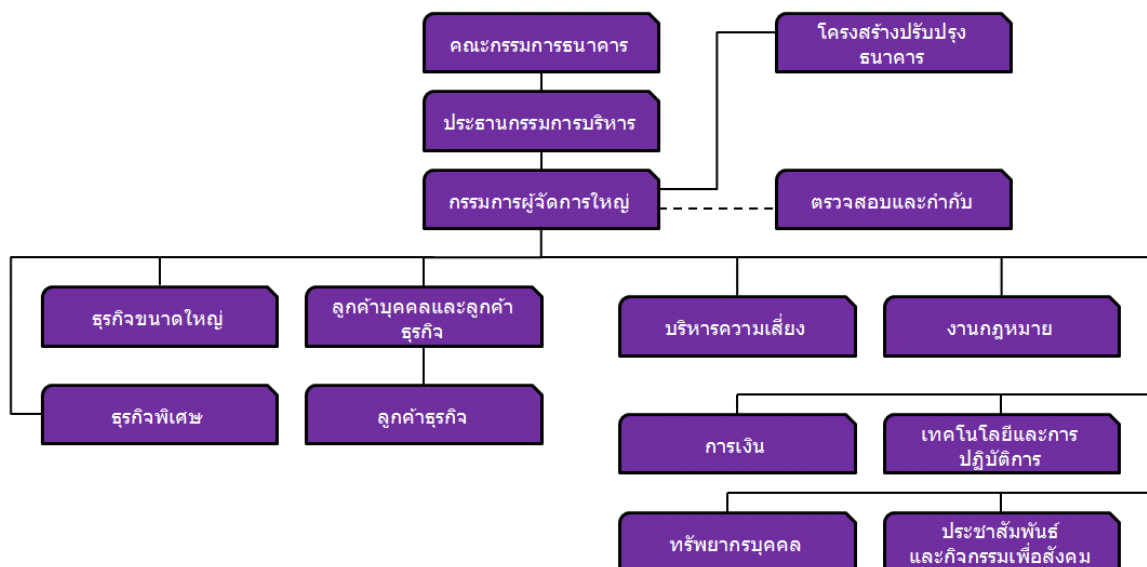 คณะกรรมการธนาคาร
โครงสร้างปรับปรุง
ธนาคาร
ประธานกรรมการบริหาร
กรรมการผู้จัดการใหญ่
ตรวจสอบและกำกับ
ธุรกิจขนาดใหญ่
ลูกค้าบุคคลและลูกค้า
ธุรกิจ
บริหารความเสี่ยง
งานกฎหมาย
ธุรกิจพิเศษ
ลูกค้าธุรกิจ
การเงิน
เทคโนโลยีและการ
ปฏิบัติการ
ทรัพยากรบุคคล
ประชาสัมพันธ์
และกิจกรรมเพื่อสังคม